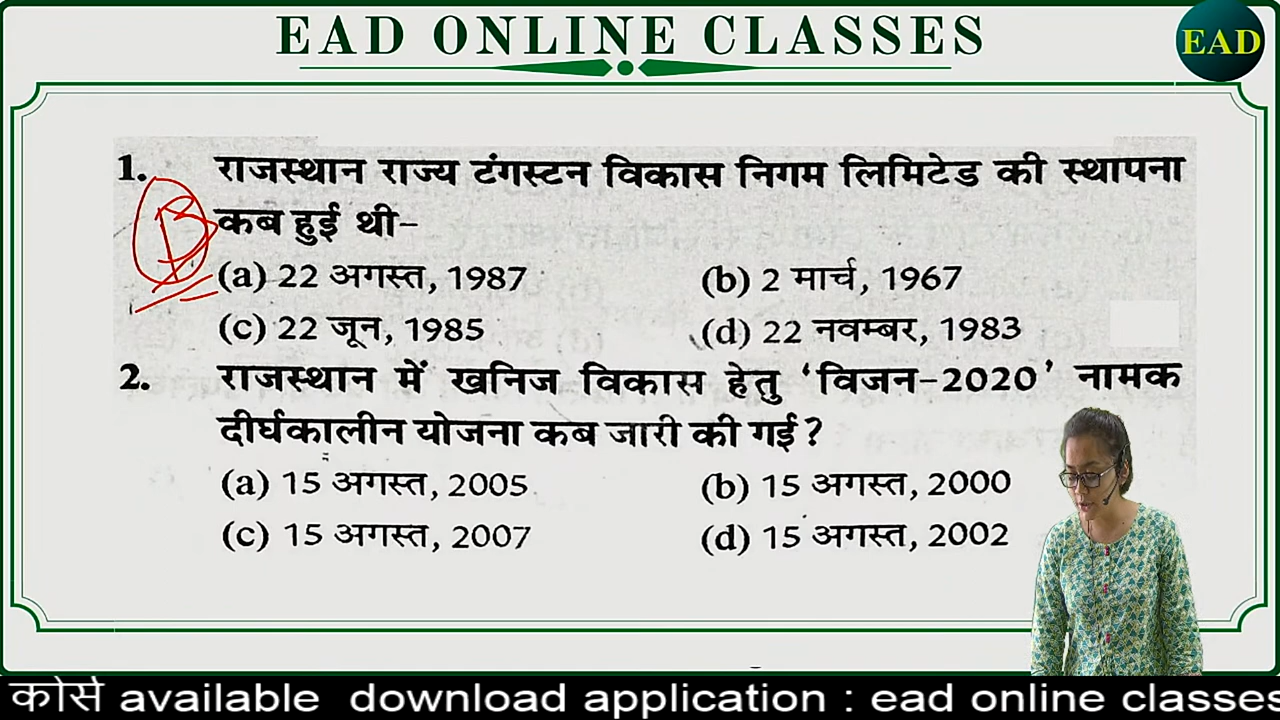 EAD ONLINE CLASSES
EAD
1. राजस्थान राज्य टंगस्टन विकास निगम लिमिटेड की स्थापना
कब हुई थी-
B
(a) 22 अगस्त, 1987 (b) 2 मार्च, 1967
(c) 22 जून, 1985 (d) 22 नवम्बर, 1983
2. राजस्थान में खनिज विकास हेतु ‘विजन-2020’ नामक
दीर्घकालीन योजना कब जारी की गई?
(a) 15 अगस्त, 2005 (b) 15 अगस्त, 2000
(c) 15 अगस्त, 2007 (d) 15 अगस्त, 2002
कोर्स available download application : ead online classes